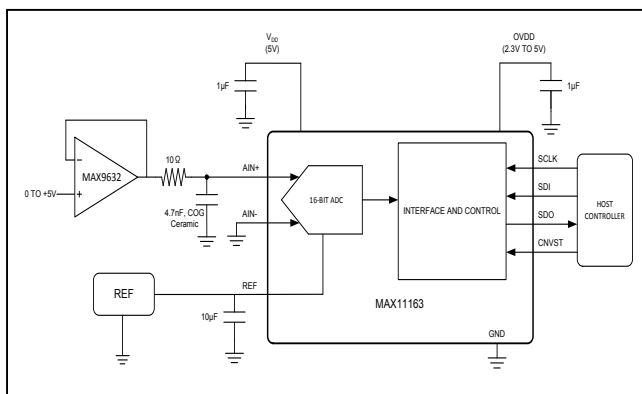 VDD
(5V)
OVDD
(2.3V TO 5V)
1µF
1µF
10Ω
MAX9632
0 TO +5V
4.7nF, COG
Ceramic
AIN+
AIN-
16-BIT ADC
INTERFACE AND CONTROL
SCLK
SDI
SDO
CNVST
HOST
CONTROLLER
REF
REF
10µF
MAX11163
GND